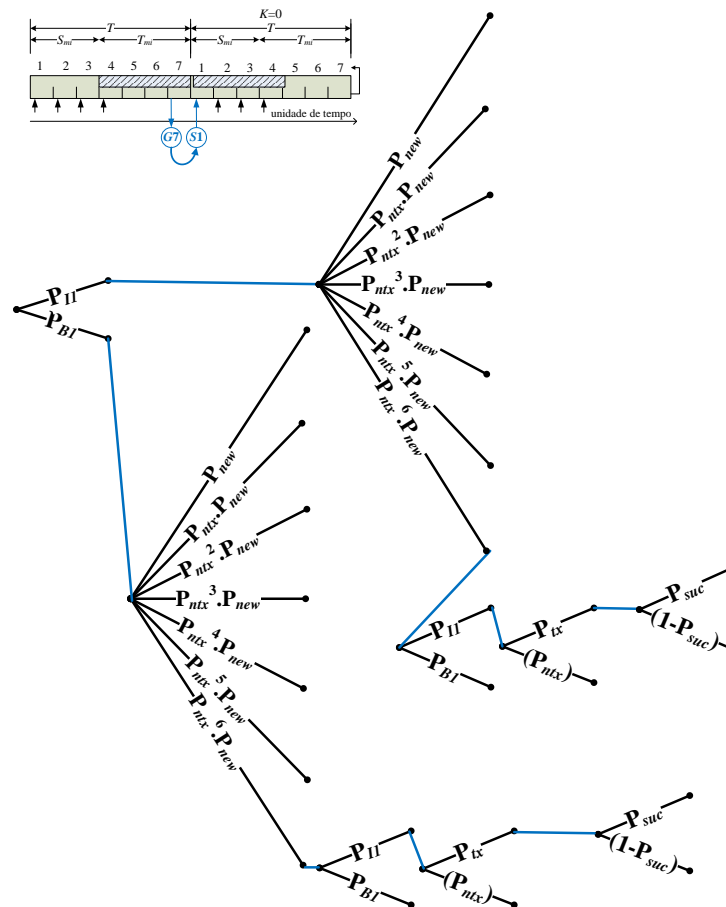 K=0
T T
S_mi T_mi S_mi T_mi
1 2 3 4 5 6 7 1 2 3 4 5 6 7
unidade de tempo
G7 S1
P_new
P_ntx.P_new
P_ntx^2.P_new
P_ntx^3.P_new
P_ntx^4.P_new
P_ntx^5.P_new
P_ntx^6.P_new
P_I1
P_B1
P_new
P_ntx.P_new
P_ntx^2.P_new
P_ntx^3.P_new
P_ntx^4.P_new
P_ntx^5.P_new
P_ntx^6.P_new
P_I1 P_tx P_suc
P_B1 (P_ntx) (1-P_suc)
P_I1 P_tx P_suc
P_B1 (P_ntx) (1-P_suc)